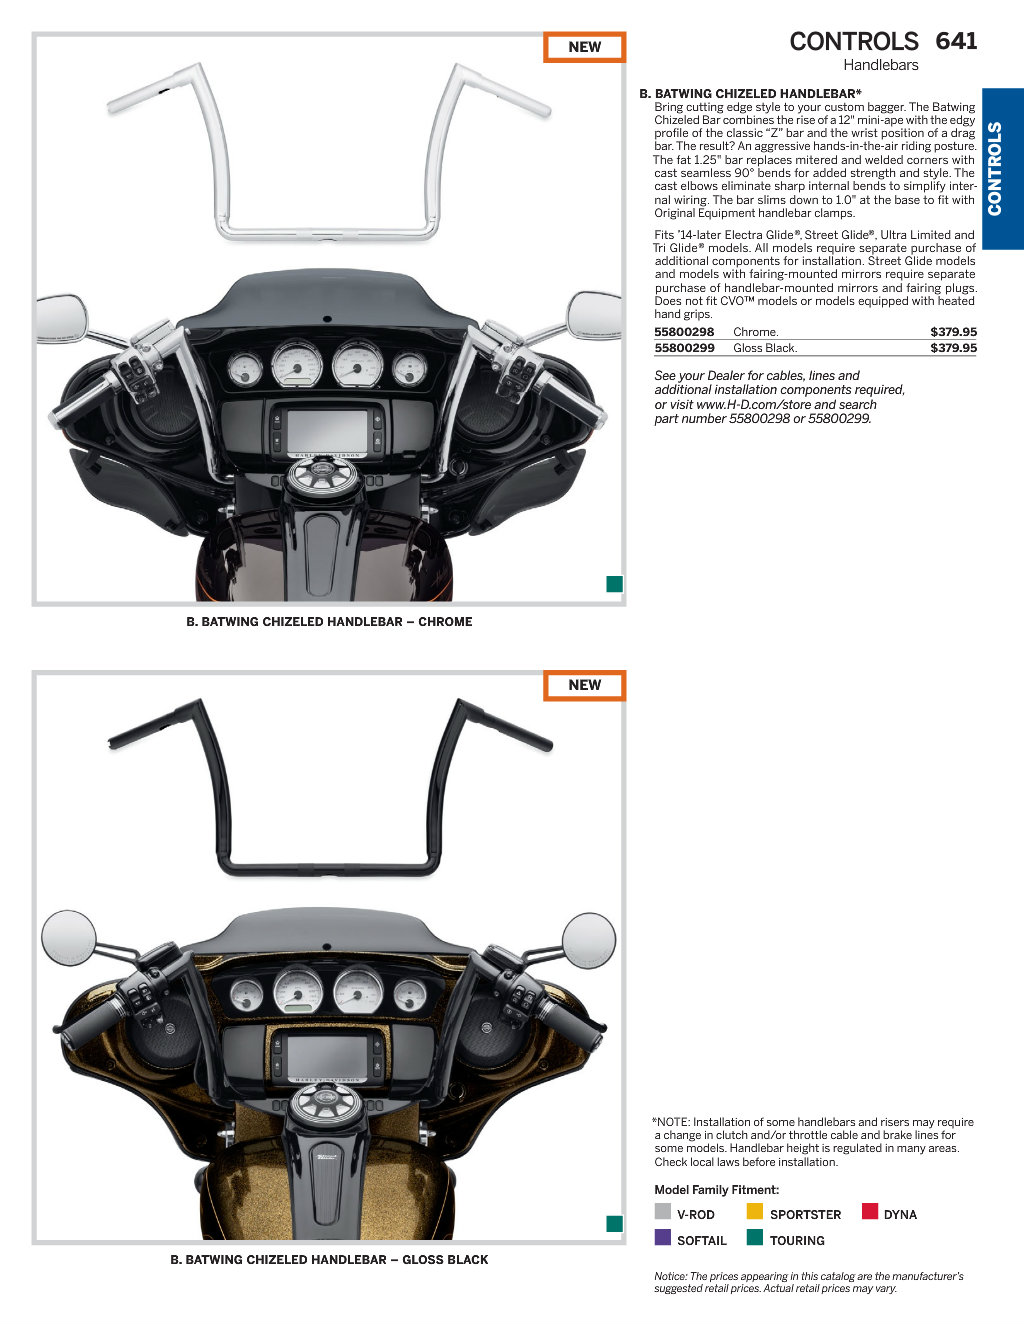 CONTROLS 641
Handlebars
CONTROLS
NEW
B. BATWING CHIZELED HANDLEBAR*
Bring cutting edge style to your custom bagger. The Batwing
Chizeled Bar combines the rise of a 12" mini-ape with the edgy
profile of the classic “Z” bar and the wrist position of a drag
bar. The result? An aggressive hands-in-the-air riding posture.
The fat 1.25" bar replaces mitered and welded corners with
cast seamless 90° bends for added strength and style. The
cast elbows eliminate sharp internal bends to simplify inter-
nal wiring. The bar slims down to 1.0" at the base to fit with
Original Equipment handlebar clamps.
Fits ’14-later Electra Glide®, Street Glide®, Ultra Limited and
Tri Glide® models. All models require separate purchase of
additional components for installation. Street Glide models
and models with fairing-mounted mirrors require separate
purchase of handlebar-mounted mirrors and fairing plugs.
Does not fit CVO™ models or models equipped with heated
hand grips.
55800298 Chrome. $379.95
55800299 Gloss Black. $379.95
See your Dealer for cables, lines and
additional installation components required,
or visit www.H-D.com/store and search
part number 55800298 or 55800299.
HARLEY-DAVIDSON
B. BATWING CHIZELED HANDLEBAR – CHROME
NEW
HARLEY-DAVIDSON
B. BATWING CHIZELED HANDLEBAR – GLOSS BLACK
*NOTE: Installation of some handlebars and risers may require
a change in clutch and/or throttle cable and brake lines for
some models. Handlebar height is regulated in many areas.
Check local laws before installation.
Model Family Fitment:
V-ROD SPORTSTER DYNA
SOFTAIL TOURING
Notice: The prices appearing in this catalog are the manufacturer’s
suggested retail prices. Actual retail prices may vary.